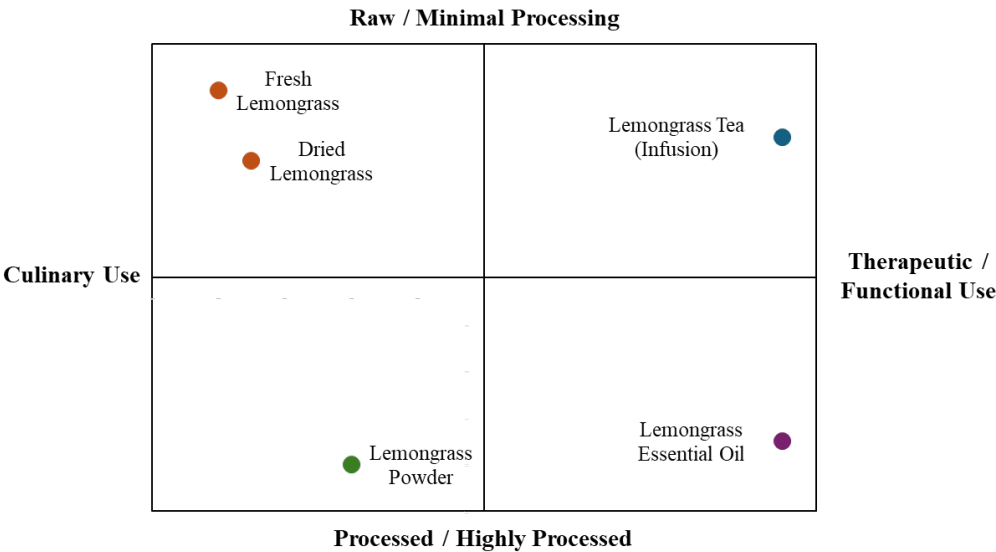 Raw / Minimal Processing
Fresh
Lemongrass
Lemongrass Tea
(Infusion)
Dried
Lemongrass
Culinary Use
Therapeutic /
Functional Use
Lemongrass
Essential Oil
Lemongrass
Powder
Processed / Highly Processed